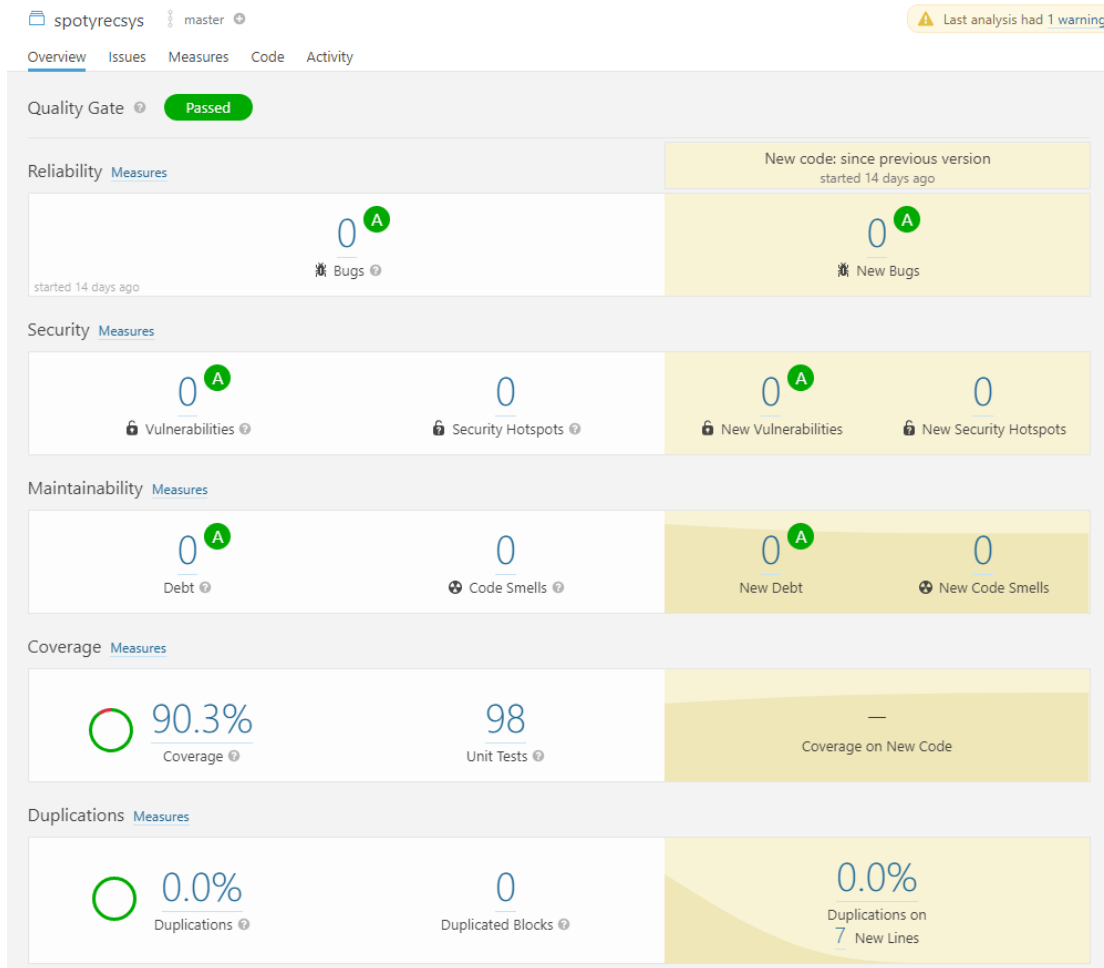 spotyrecsys master
Last analysis had 1 warning
Overview Issues Measures Code Activity
Quality Gate ? Passed
New code: since previous version
started 14 days ago
Reliability Measures
0 A
Bugs ?
started 14 days ago
0 A
New Bugs
Security Measures
0 A
Vulnerabilities ?
0
Security Hotspots ?
0 A
New Vulnerabilities
0
New Security Hotspots
Maintainability Measures
0 A
Debt ?
0
Code Smells ?
0 A
New Debt
0
New Code Smells
Coverage Measures
90.3%
Coverage ?
98
Unit Tests ?
—
Coverage on New Code
Duplications Measures
0.0%
Duplications ?
0
Duplicated Blocks ?
0.0%
Duplications on
7 New Lines